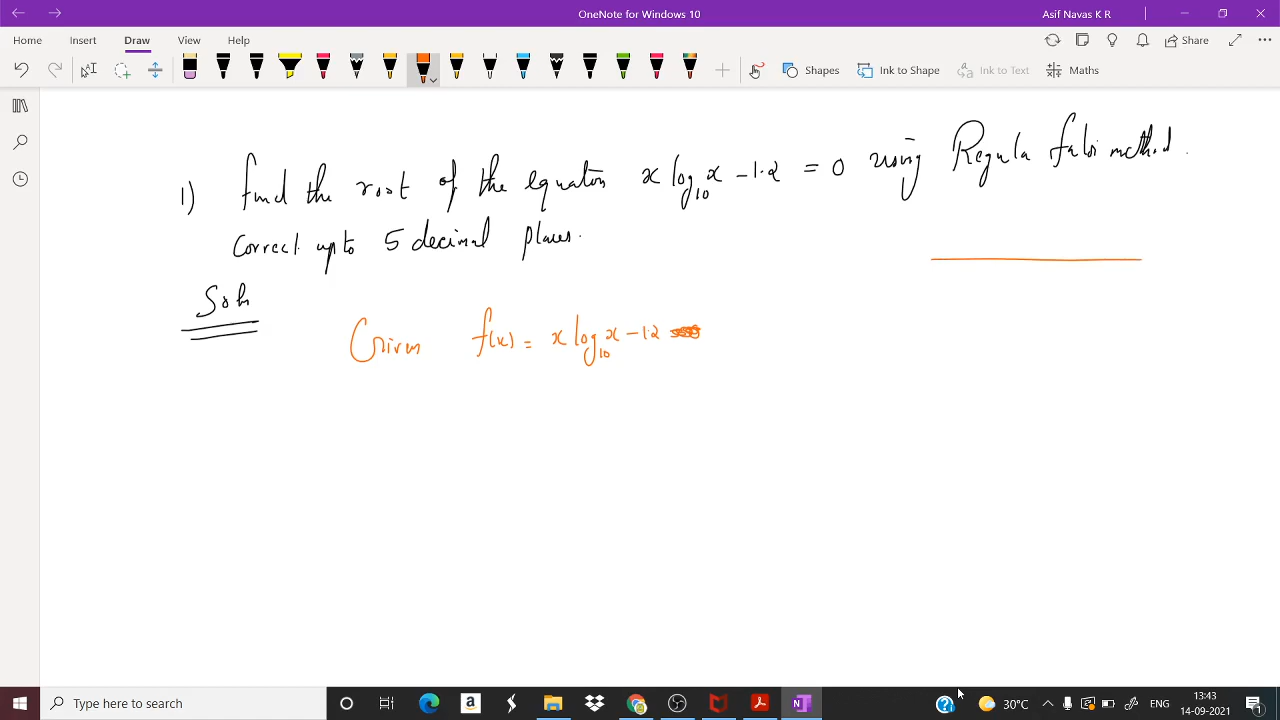 OneNote for Windows 10
Asif Navas K R
Home Insert Draw View Help
Share
Shapes Ink to Shape Ink to Text Maths
1) Find the root of the equation x log₁₀ x - 1.2 = 0 using Regula falsi method
correct upto 5 decimal places.
Soln
Given f(x) = x log₁₀ x - 1.2
Type here to search
30°C ENG 13:43
14-09-2021